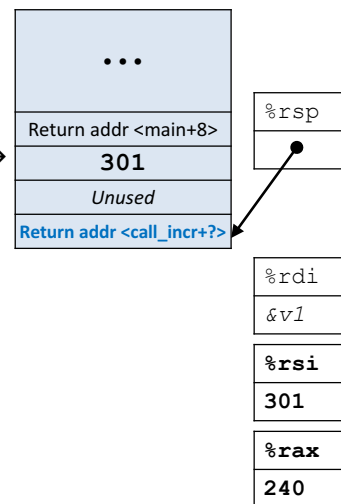 ...
Return addr <main+8>
301
Unused
Return addr <call_incr+?>
%rsp
%rdi
&v1
%rsi
301
%rax
240